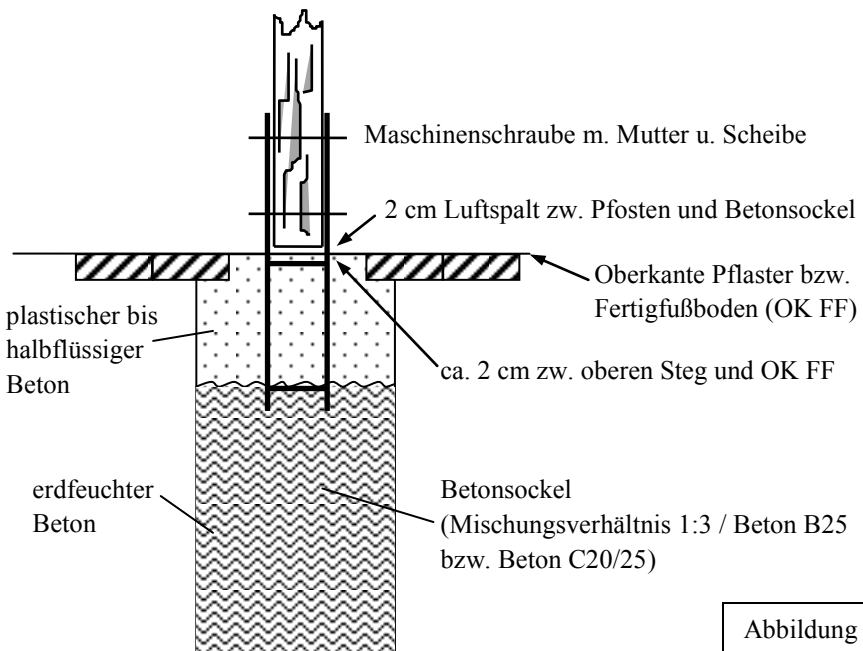 Maschinenschraube m. Mutter u. Scheibe
2 cm Luftspalt zw. Pfosten und Betonsockel
Oberkante Pflaster bzw.
Fertigfußboden (OK FF)
plastischer bis
halbflüssiger
Beton
ca. 2 cm zw. oberen Steg und OK FF
erdfeuchter
Beton
Betonsockel
(Mischungsverhältnis 1:3 / Beton B25
bzw. Beton C20/25)
Abbildung